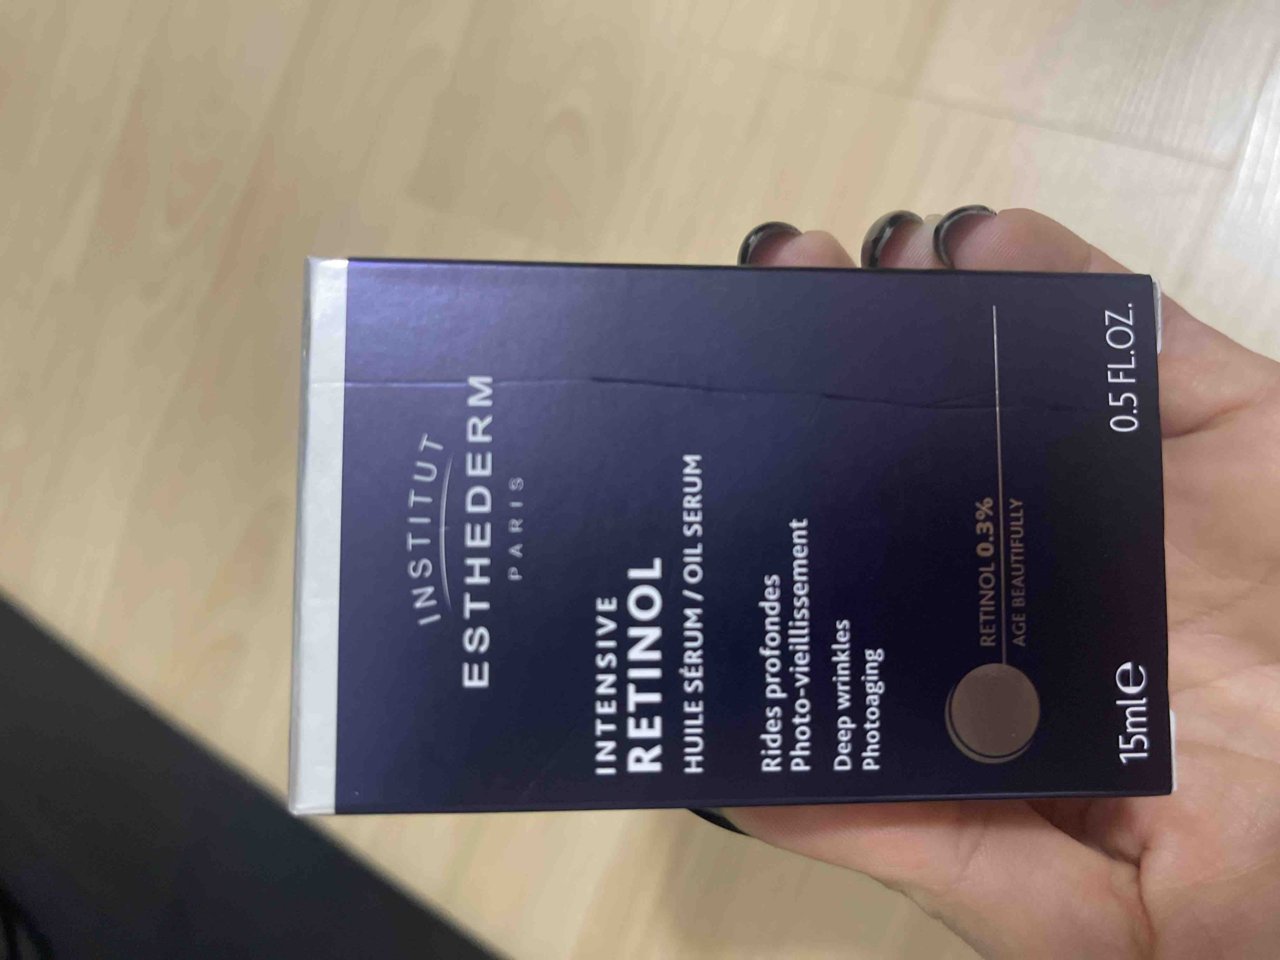 INSTITUT
ESTHEDERM
PARIS
INTENSIVE
RETINOL
HUILE SÉRUM / OIL SERUM
Rides profondes
Photo-vieillissement
Deep wrinkles
Photoaging
RETINOL 0.3%
AGE BEAUTIFULLY
15ml℮ 0.5 FL.OZ.